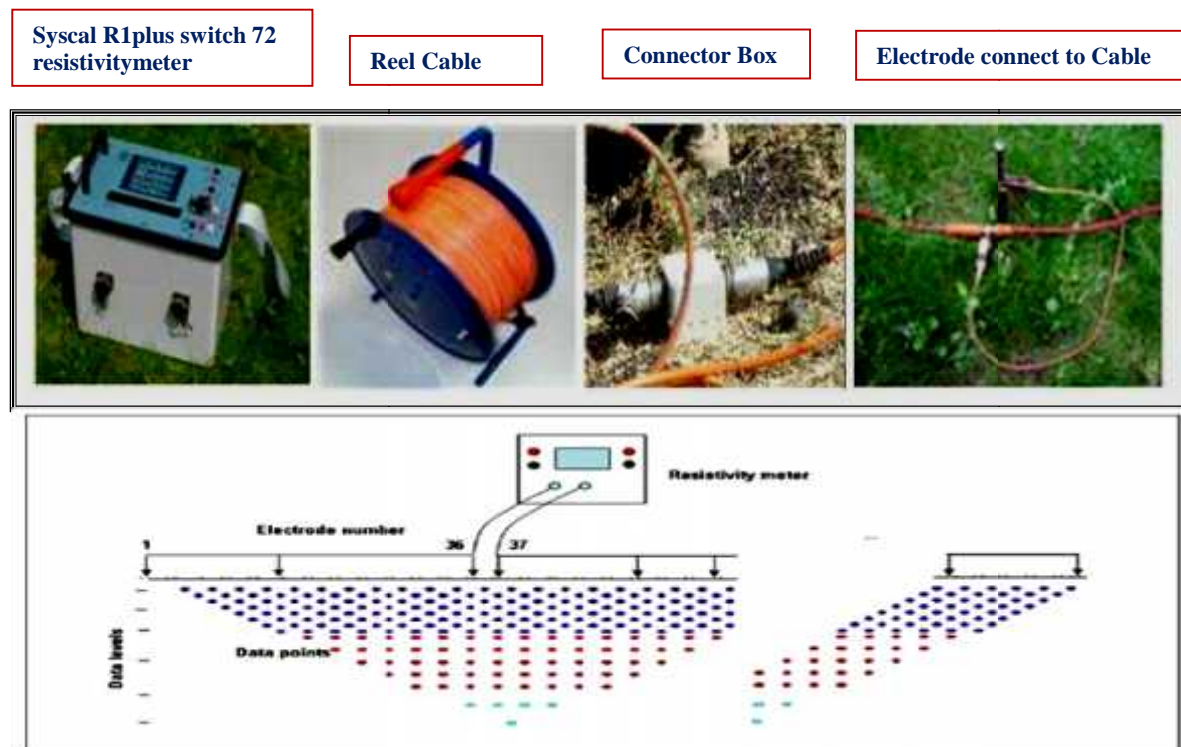 Syscal R1plus switch 72
resistivitymeter
Reel Cable
Connector Box
Electrode connect to Cable
Resistivity meter
Electrode number
1
36
37
Data levels
Data points